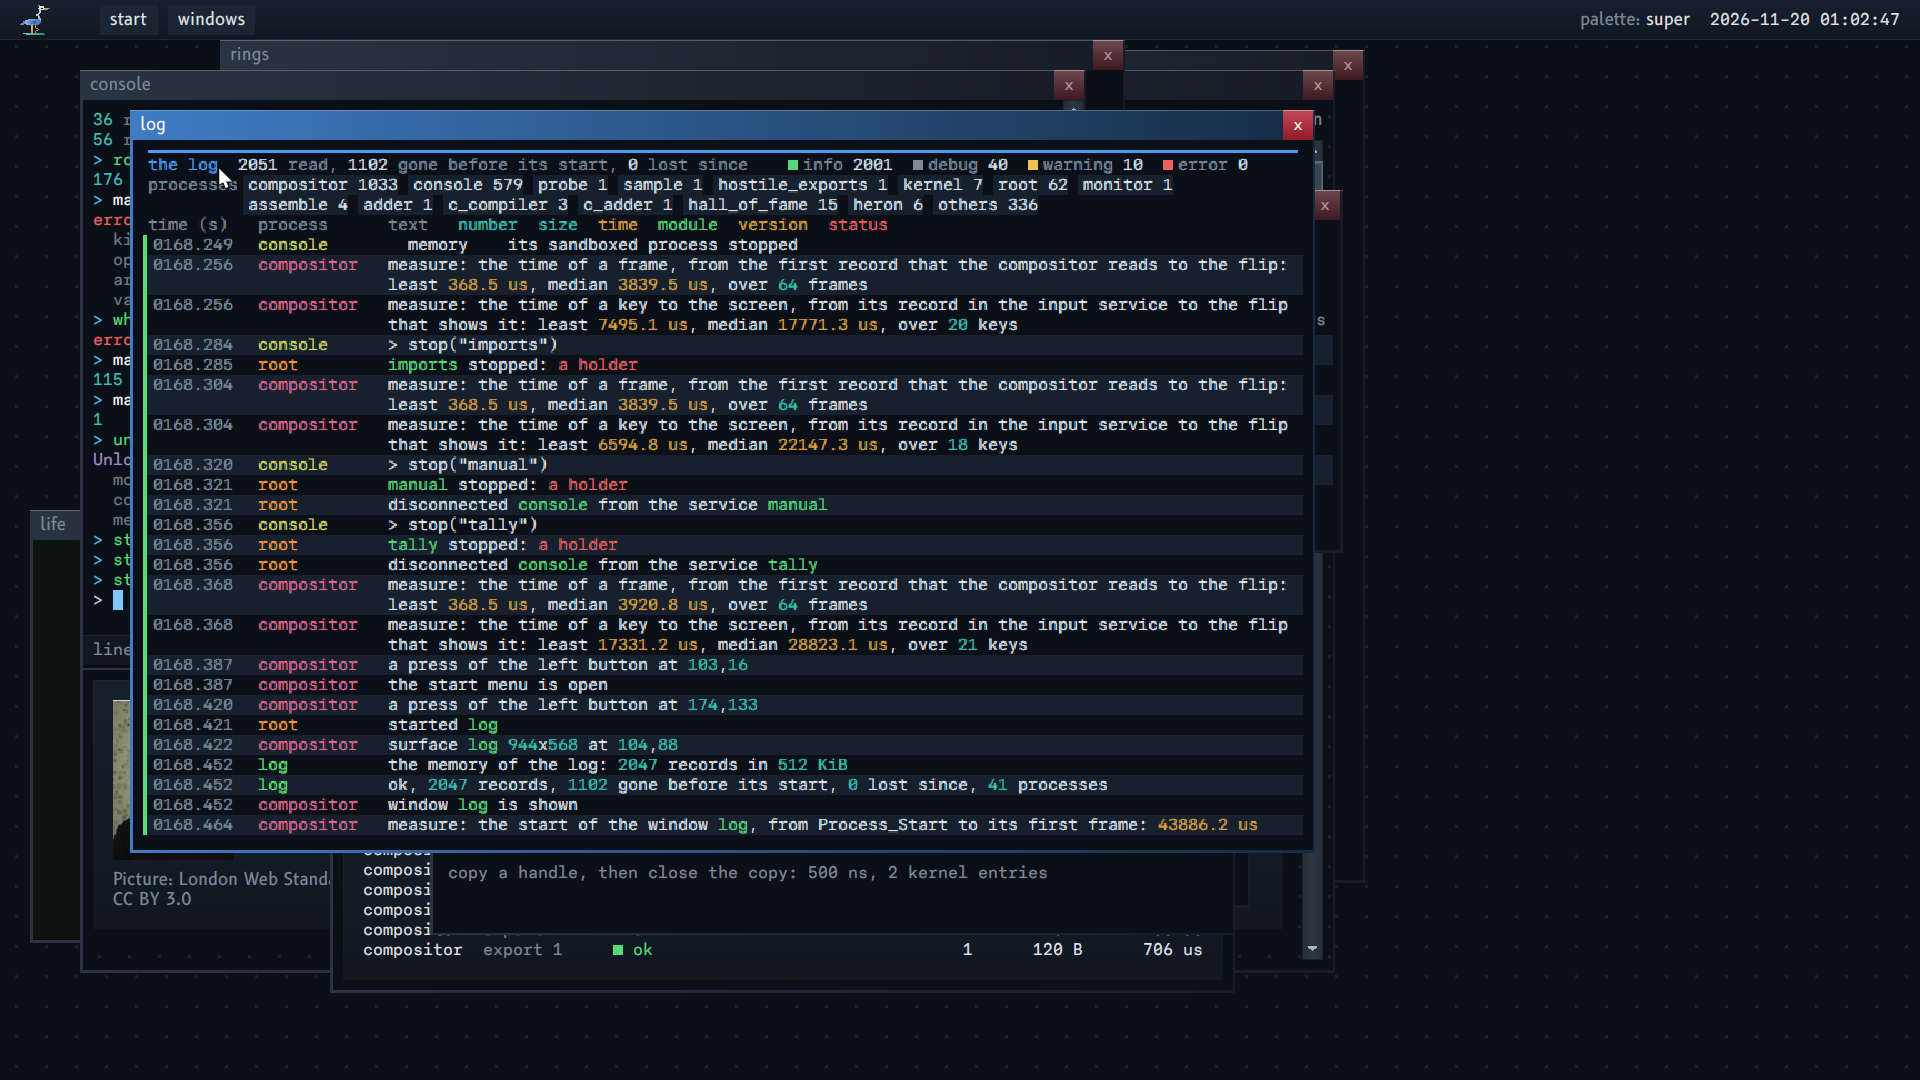 start windows palette: super 2026-11-20 01:02:47
rings x
x
console x x
36
56
>
176
>
erro
>
erro
>
115
>
1
>
Unlo
>
>
>
>
line
life
log x
the log, 2051 read, 1102 gone before its start, 0 lost since info 2001 debug 40 warning 10 error 0
processes compositor 1033 console 579 probe 1 sample 1 hostile_exports 1 kernel 7 root 62 monitor 1
assemble 4 adder 1 c_compiler 3 c_adder 1 hall_of_fame 15 heron 6 others 336
time (s) process text number size time module version status
0168.249 console memory its sandboxed process stopped
0168.256 compositor measure: the time of a frame, from the first record that the compositor reads to the flip:
least 368.5 us, median 3839.5 us, over 64 frames
0168.256 compositor measure: the time of a key to the screen, from its record in the input service to the flip
that shows it: least 7495.1 us, median 17771.3 us, over 20 keys
0168.284 console > stop("imports")
0168.285 root imports stopped: a holder
0168.304 compositor measure: the time of a frame, from the first record that the compositor reads to the flip:
least 368.5 us, median 3839.5 us, over 64 frames
0168.304 compositor measure: the time of a key to the screen, from its record in the input service to the flip
that shows it: least 6594.8 us, median 22147.3 us, over 18 keys
0168.320 console > stop("manual")
0168.321 root manual stopped: a holder
0168.321 root disconnected console from the service manual
0168.356 console > stop("tally")
0168.356 root tally stopped: a holder
0168.356 root disconnected console from the service tally
0168.368 compositor measure: the time of a frame, from the first record that the compositor reads to the flip:
least 368.5 us, median 3920.8 us, over 64 frames
0168.368 compositor measure: the time of a key to the screen, from its record in the input service to the flip
that shows it: least 17331.2 us, median 28823.1 us, over 21 keys
0168.387 compositor a press of the left button at 103,16
0168.387 compositor the start menu is open
0168.420 compositor a press of the left button at 174,133
0168.421 root started log
0168.422 compositor surface log 944x568 at 104,88
0168.452 log the memory of the log: 2047 records in 512 KiB
0168.452 log ok, 2047 records, 1102 gone before its start, 0 lost since, 41 processes
0168.452 compositor window log is shown
0168.464 compositor measure: the start of the window log, from Process_Start to its first frame: 43886.2 us
x
Picture: London Web Standa
CC BY 3.0
composi
composi
composi
composi
copy a handle, then close the copy: 500 ns, 2 kernel entries
compositor export 1 ok 1 120 B 706 us